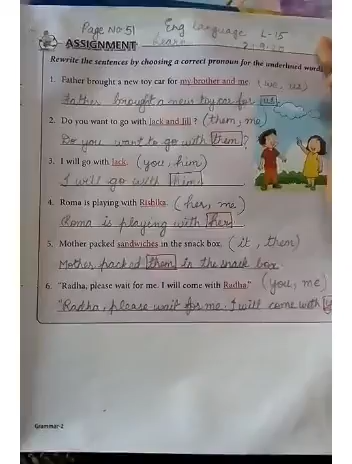 Page No 51 Eng language L-15
ASSIGNMENT Learn
Rewrite the sentences by choosing a correct pronoun for the underlined words
1. Father brought a new toy car for my brother and me. (we, us)
Father brought a new toy car for us.
2. Do you want to go with Jack and Jill? (them, me)
Do you want to go with them?
3. I will go with Jack. (you, him)
I will go with him.
4. Roma is playing with Rishika. (her, me)
Roma is playing with her
5. Mother packed sandwiches in the snack box. (it, them)
Mother packed them in the snack box.
6. "Radha, please wait for me. I will come with Radha." (you, me)
"Radha, please wait for me. I will come with
Grammar-2